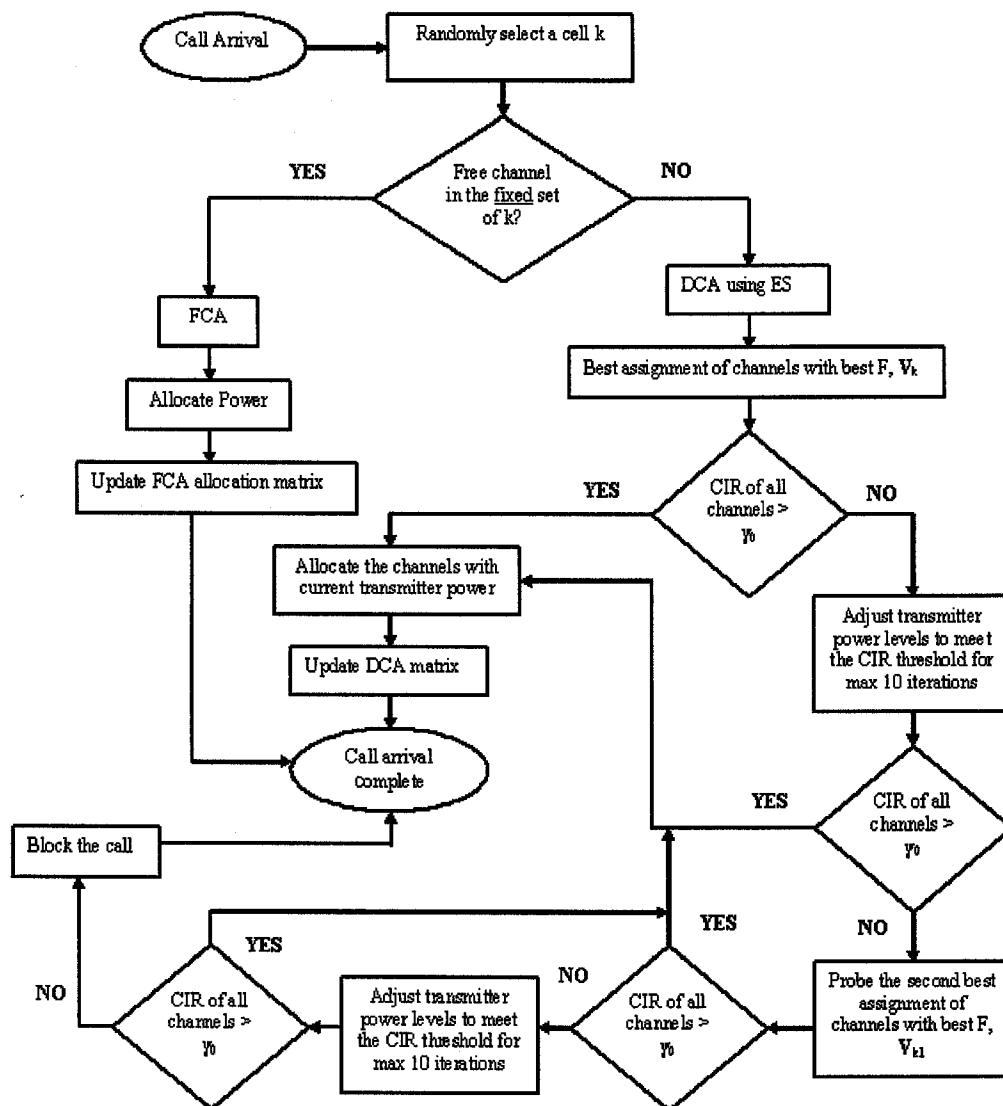 Call Arrival
Randomly select a cell k
YES
Free channel
in the fixed set
of k?
NO
DCA using ES
FCA
Best assignment of channels with best F, Vk
Allocate Power
Update FCA allocation matrix
YES
CIR of all
channels >
γ0
NO
Allocate the channels with
current transmitter power
Adjust transmitter
power levels to meet
the CIR threshold for
max 10 iterations
Update DCA matrix
Call arrival
complete
YES
CIR of all
channels >
γ0
Block the call
NO
YES
YES
NO
CIR of all
channels >
γ0
Adjust transmitter
power levels to meet
the CIR threshold for
max 10 iterations
NO
CIR of all
channels >
γ0
Probe the second best
assignment of
channels with best F,
Vk1